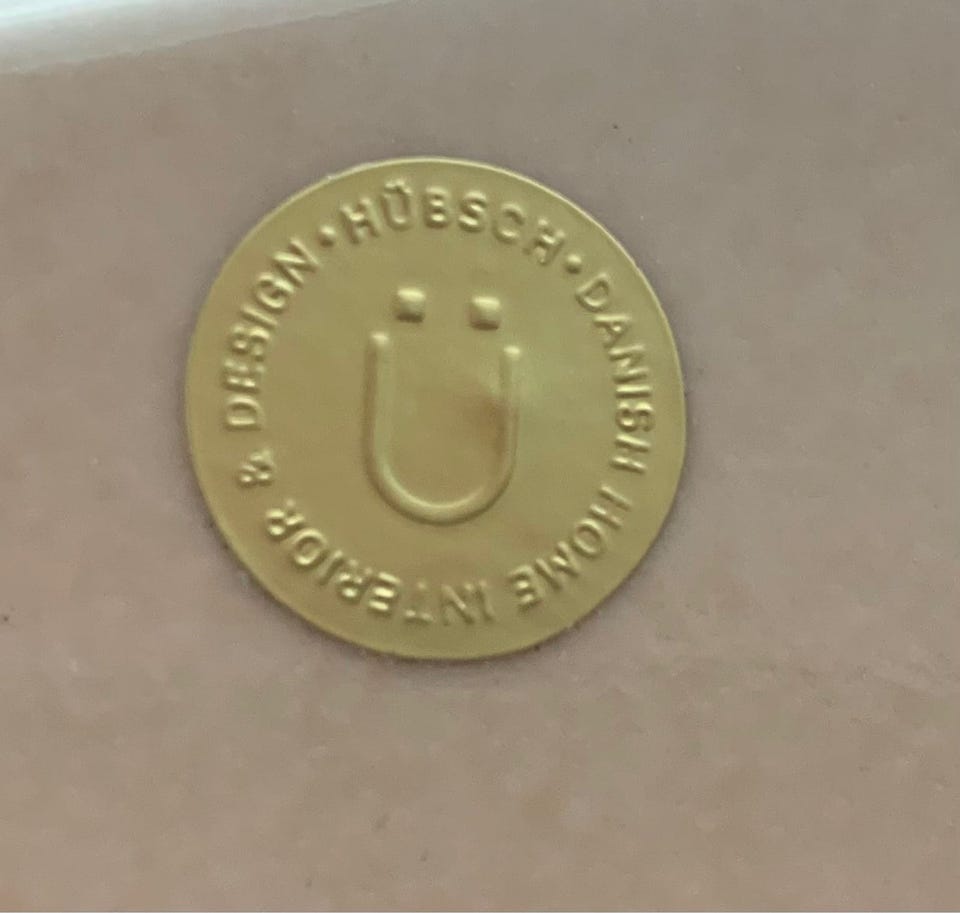 • HÜBSCH • DANISH HOME INTERIOR & DESIGN
Ü